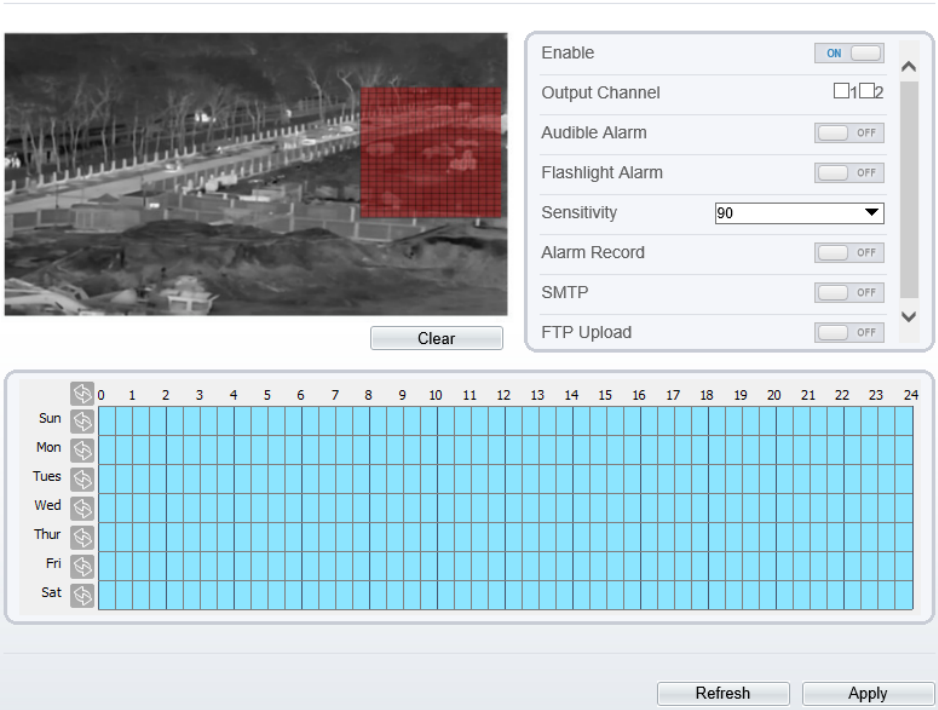 Enable ON
Output Channel 1 2
Audible Alarm OFF
Flashlight Alarm OFF
Sensitivity 90
Alarm Record OFF
SMTP OFF
FTP Upload OFF
Clear
0 1 2 3 4 5 6 7 8 9 10 11 12 13 14 15 16 17 18 19 20 21 22 23 24
Sun
Mon
Tues
Wed
Thur
Fri
Sat
Refresh Apply